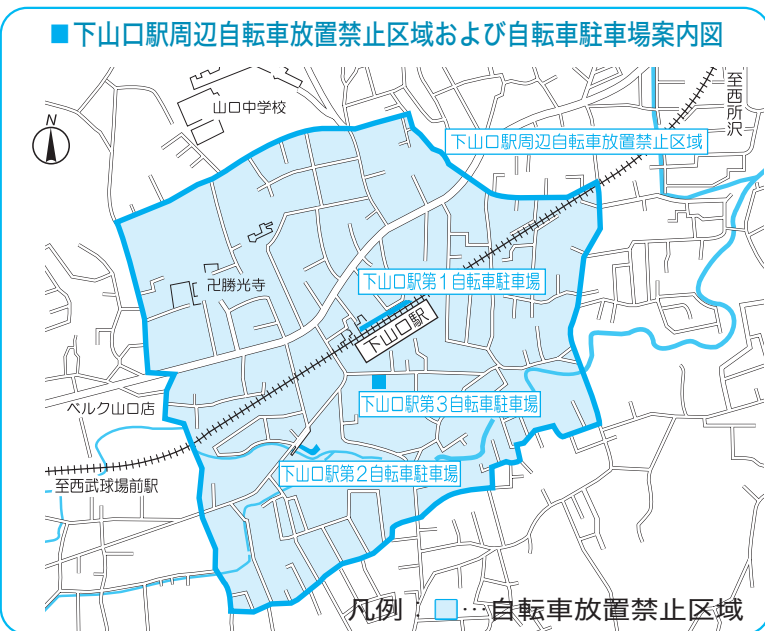 ■下山口駅周辺自転車放置禁止区域および自転車駐車場案内図
山口中学校
至西所沢
N
下山口駅周辺自転車放置禁止区域
下山口駅第1自転車駐車場
卍勝光寺
下山口駅
ベルク山口店
下山口駅第3自転車駐車場
下山口駅第2自転車駐車場
至西武球場前駅
凡例：□…自転車放置禁止区域